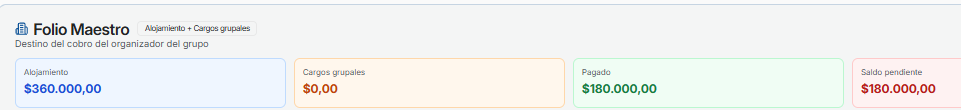 Folio Maestro
Alojamiento + Cargos grupales
Destino del cobro del organizador del grupo
Alojamiento
$360.000,00
Cargos grupales
$0,00
Pagado
$180.000,00
Saldo pendiente
$180.000,00